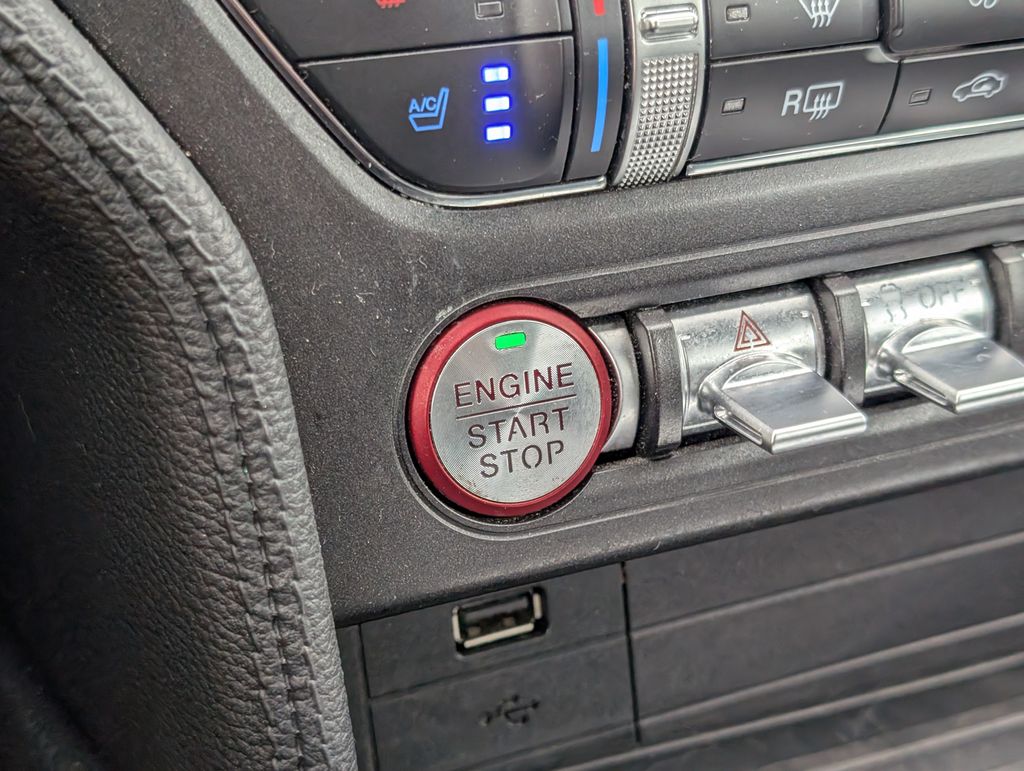 A/C
R
ENGINE
START
STOP
OFF